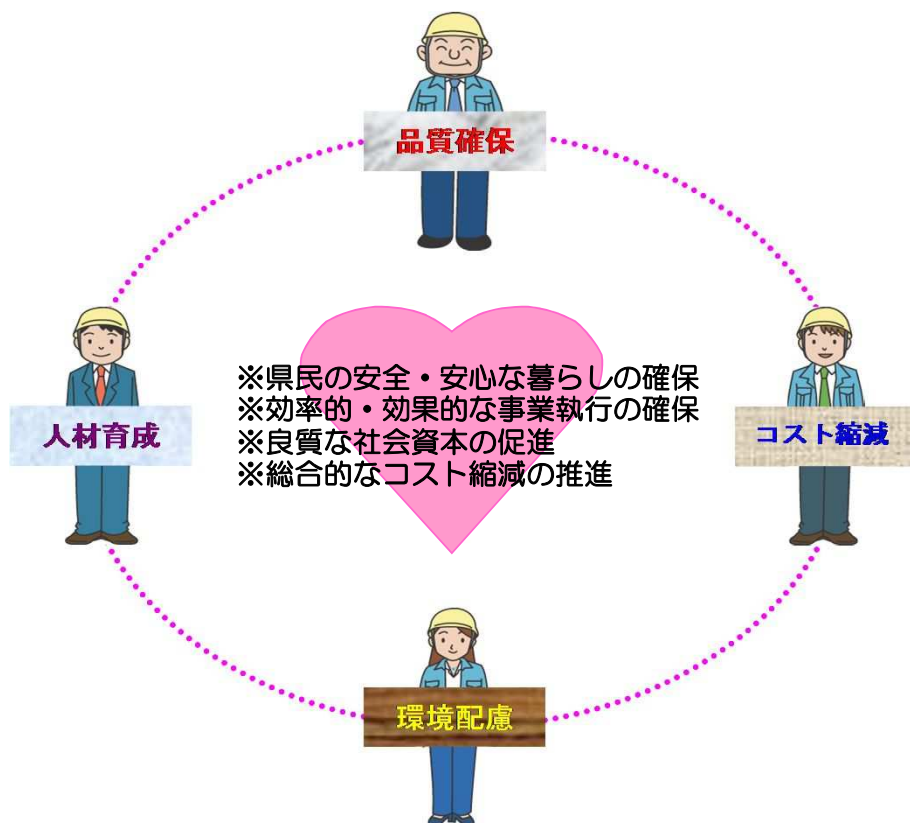 品質確保
※県民の安全・安心な暮らしの確保
※効率的・効果的な事業執行の確保
※良質な社会資本の促進
※総合的なコスト縮減の推進
人材育成
コスト縮減
環境配慮